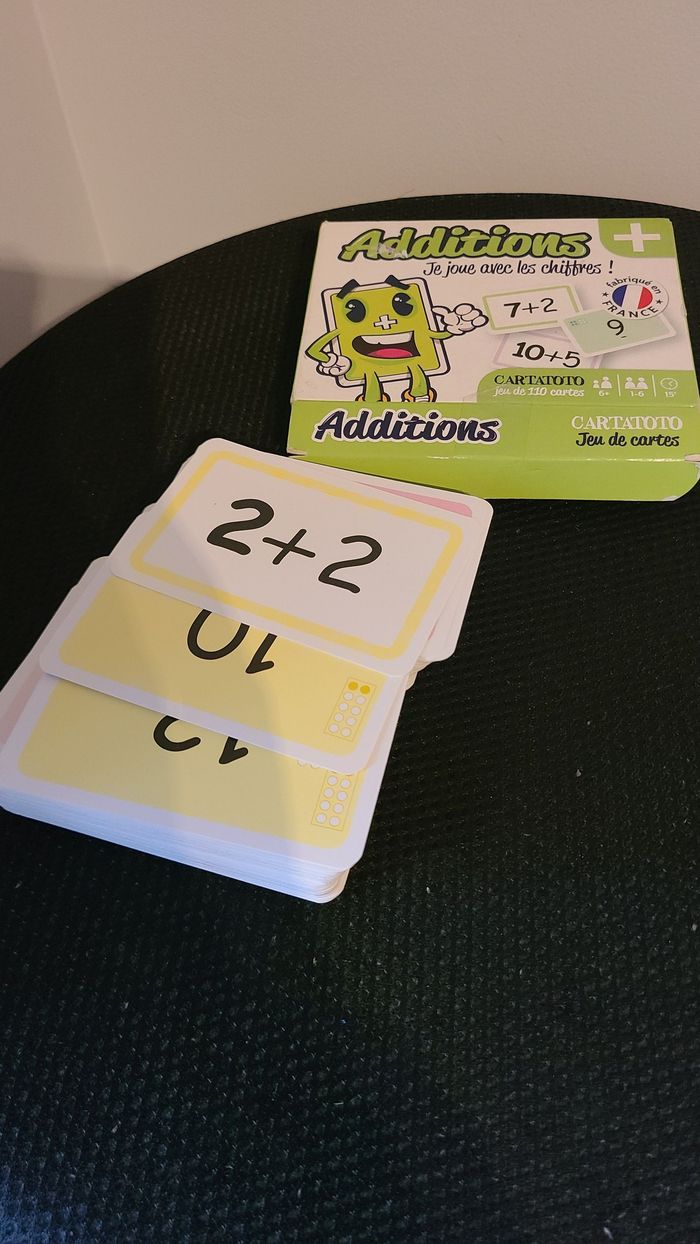 Additions
Je joue avec les chiffres !
fabriqué en
FRANCE
7+2
9
10+5
CARTATOTO
jeu de 110 cartes
6+
1-6
15'
Additions
CARTATOTO
Jeu de cartes
2+2
10
12